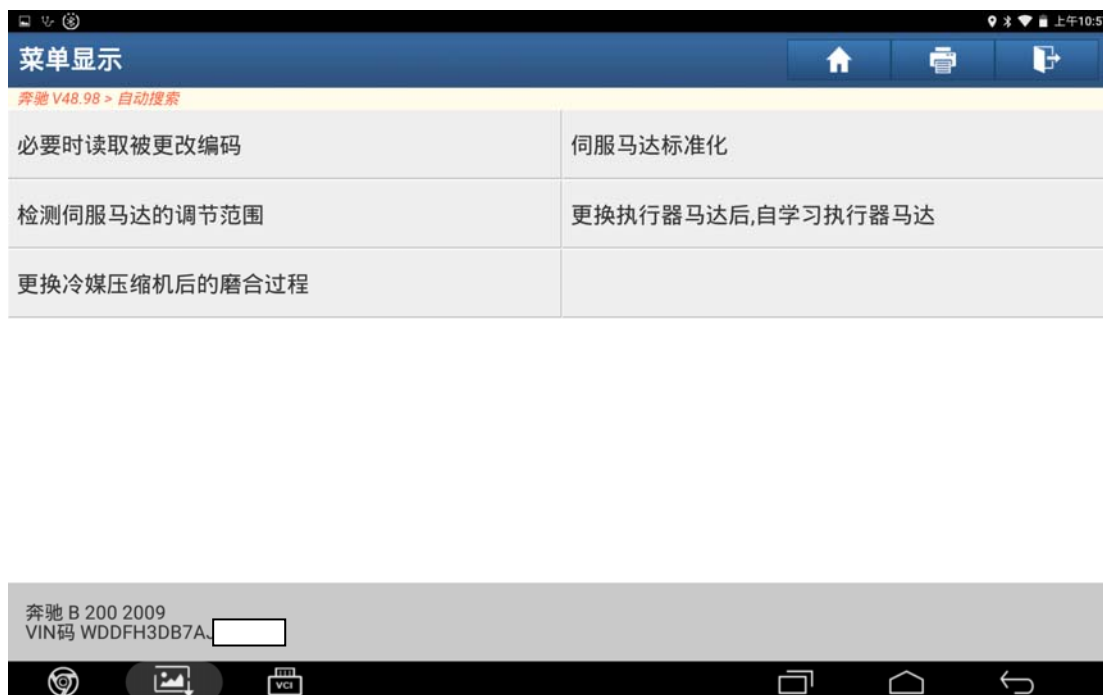 上午10:5
菜单显示
奔驰 V48.98 > 自动搜索
必要时读取被更改编码
伺服马达标准化
检测伺服马达的调节范围
更换执行器马达后,自学习执行器马达
更换冷媒压缩机后的磨合过程
奔驰 B 200 2009
VIN码 WDDFH3DB7A
VCI